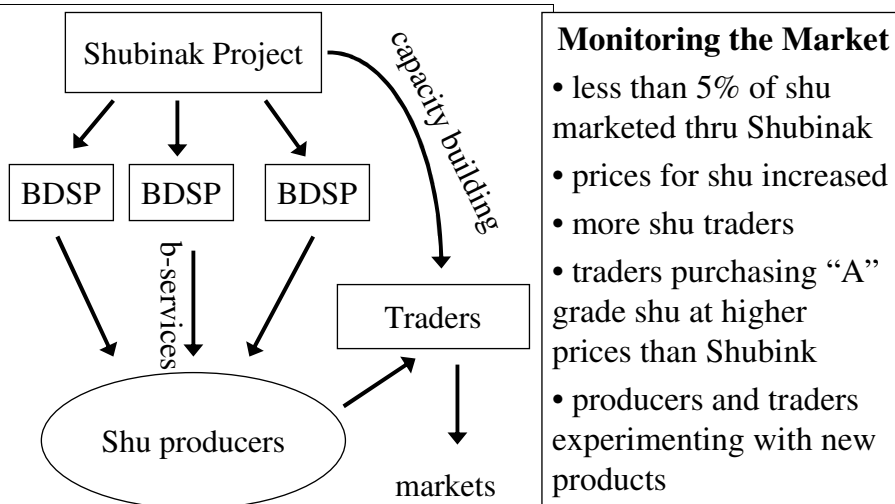 Shubinak Project
capacity building
BDSP
BDSP
BDSP
b-services
Traders
Shu producers
markets
Monitoring the Market
• less than 5% of shu
marketed thru Shubinak
• prices for shu increased
• more shu traders
• traders purchasing “A”
grade shu at higher
prices than Shubink
• producers and traders
experimenting with new
products